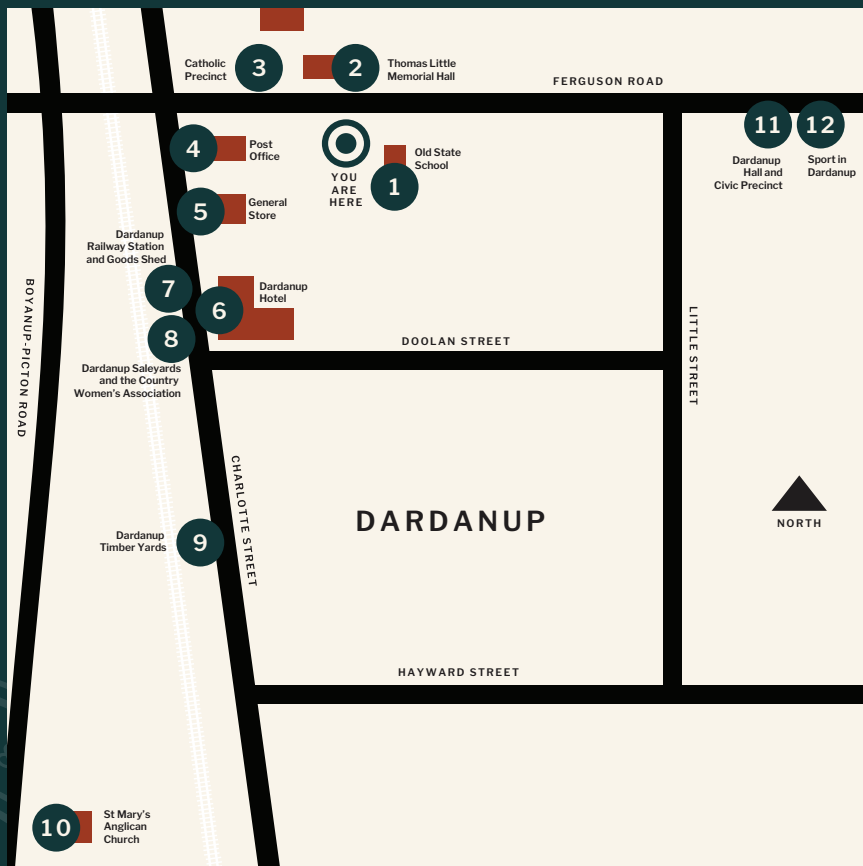 Catholic
Precinct
3
2
Thomas Little
Memorial Hall
FERGUSON ROAD
4
Post
Office
YOU
ARE
HERE
Old State
School
1
11
12
Dardanup
Hall and
Civic Precinct
Sport in
Dardanup
5
General
Store
Dardanup
Railway Station
and Goods Shed
7
6
Dardanup
Hotel
8
Dardanup Saleyards
and the Country
Women's Association
BOYANUP-PICTON ROAD
DOOLAN STREET
LITTLE STREET
CHARLOTTE STREET
DARDANUP
NORTH
9
Dardanup
Timber Yards
HAYWARD STREET
10
St Mary's
Anglican
Church